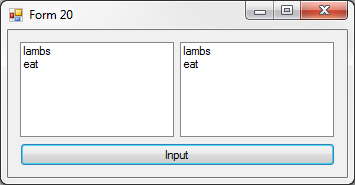 Form 20
lambs
eat
lambs
eat
Input